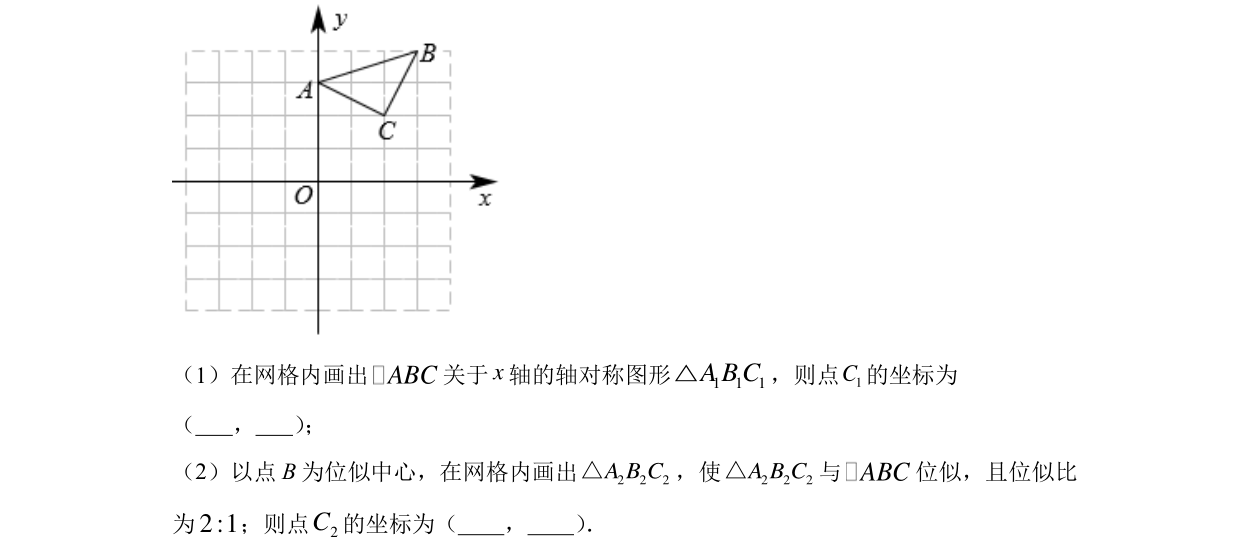 y
B
A
C
O
x
（1）在网格内画出□ABC关于x轴的轴对称图形△A₁B₁C₁，则点C₁的坐标为
（___，___）；
（2）以点B为位似中心，在网格内画出△A₂B₂C₂，使△A₂B₂C₂与□ABC位似，且位似比
为2:1；则点C₂的坐标为（____，____）．